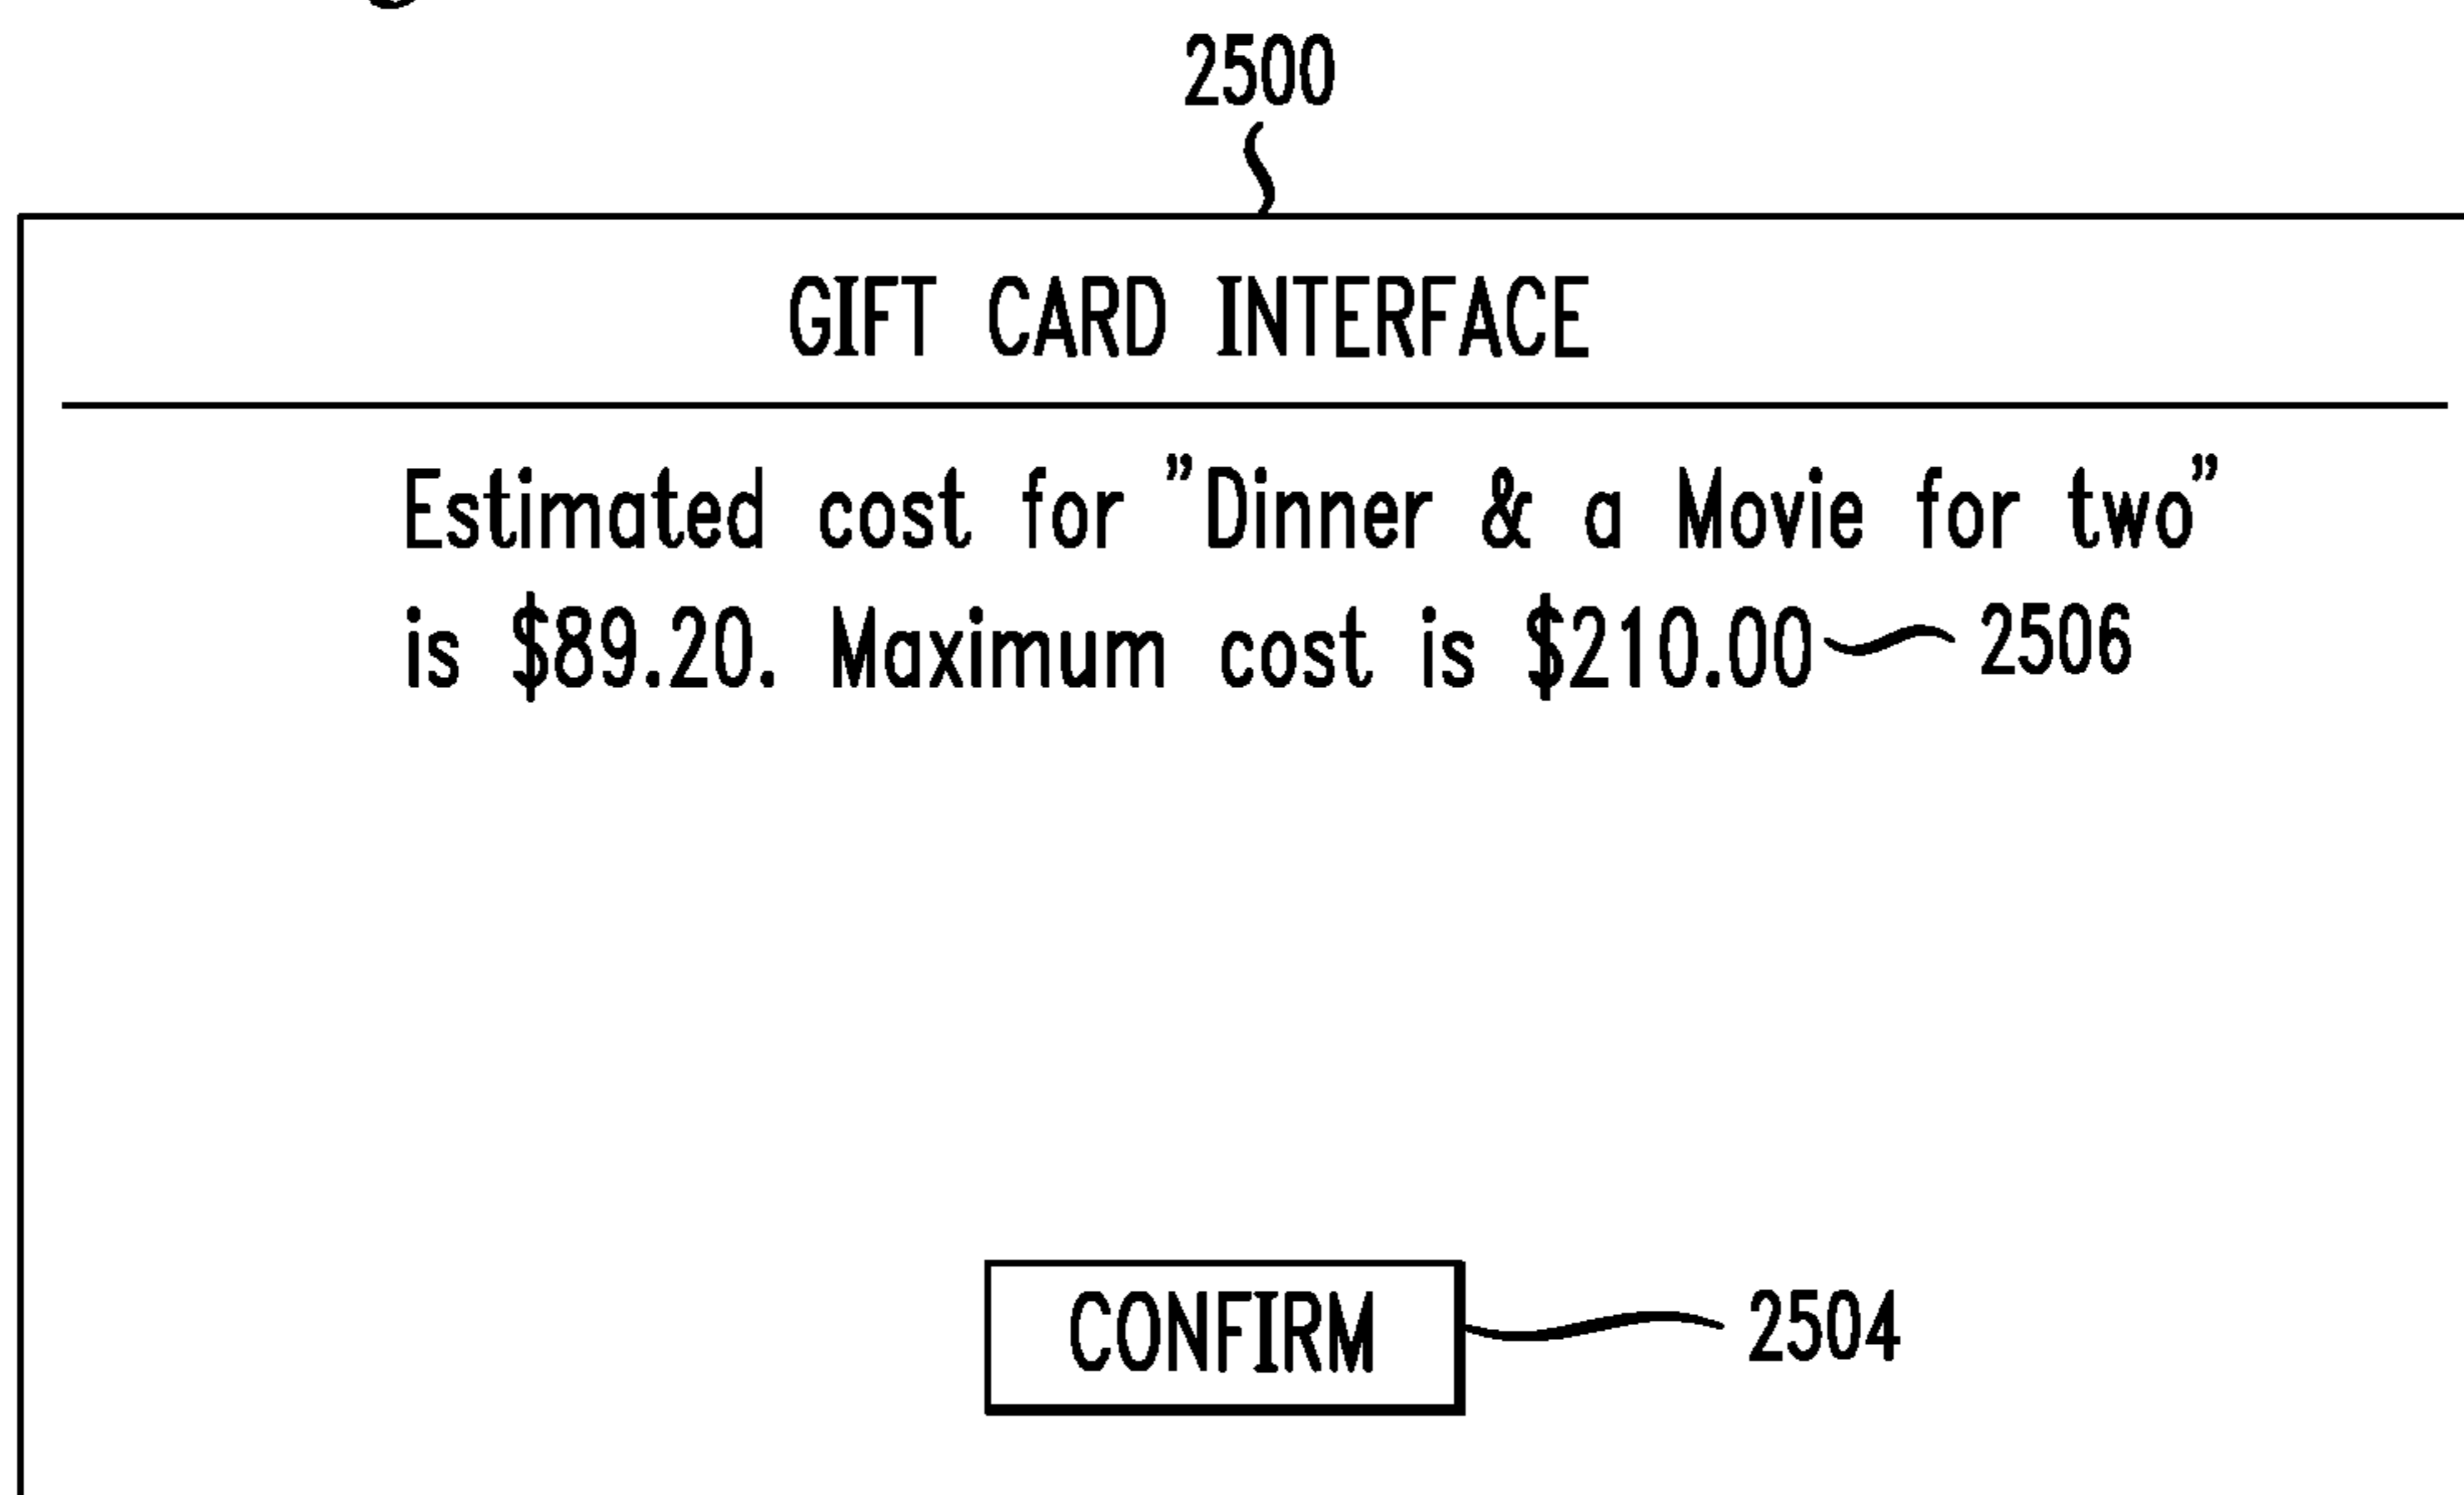 2500
GIFT CARD INTERFACE
Estimated cost for ”Dinner & a Movie for two”
is $89.20. Maximum cost is $210.00 2506
CONFIRM 2504